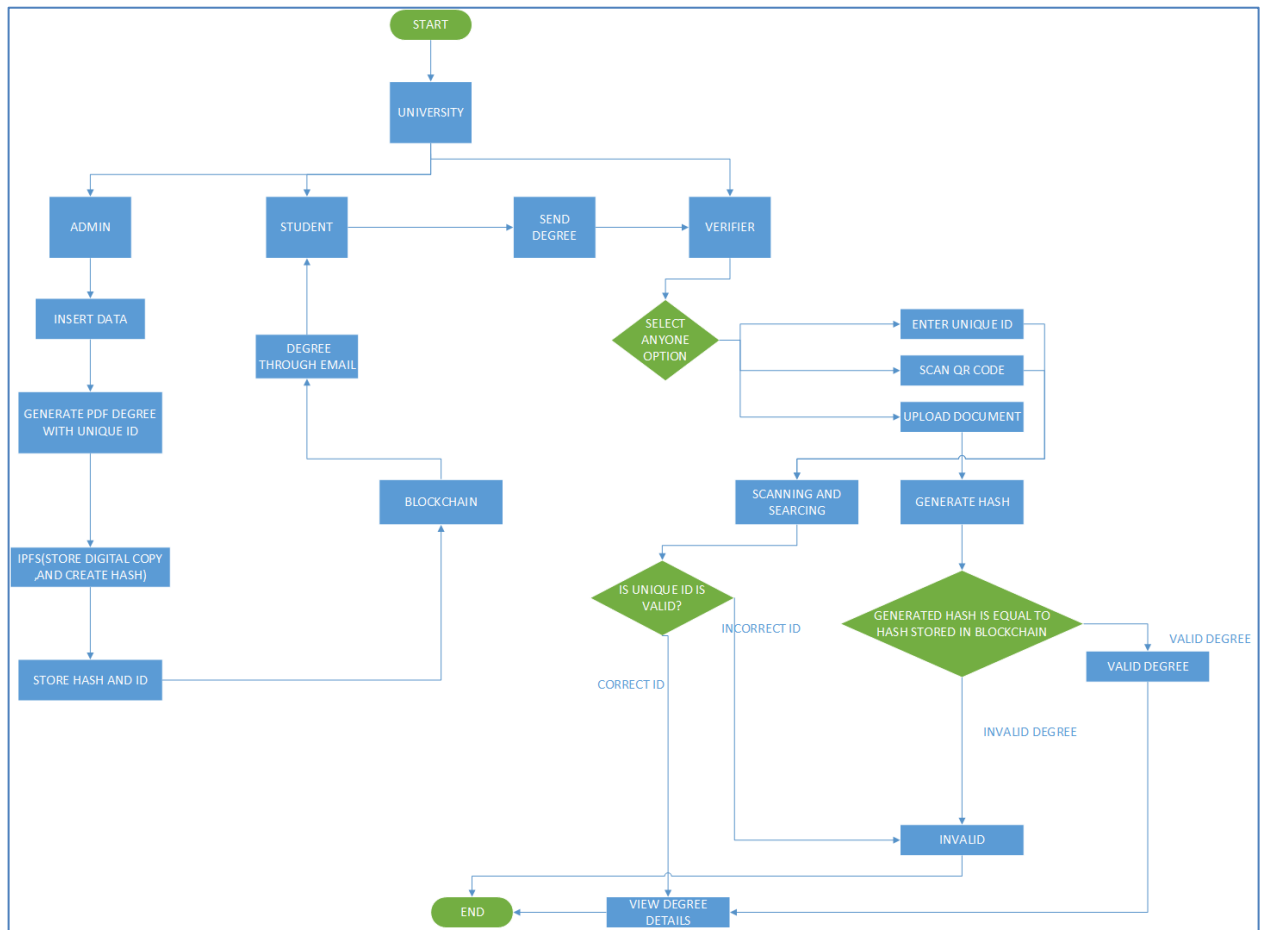 START
UNIVERSITY
ADMIN
STUDENT
SEND
DEGREE
VERIFIER
INSERT DATA
SELECT
ANYONE
OPTION
ENTER UNIQUE ID
DEGREE
THROUGH EMAIL
SCAN QR CODE
GENERATE PDF DEGREE
WITH UNIQUE ID
UPLOAD DOCUMENT
BLOCKCHAIN
SCANNING AND
SEARCING
GENERATE HASH
IPFS(STORE DIGITAL COPY
,AND CREATE HASH)
IS UNIQUE ID IS
VALID?
GENERATED HASH IS EQUAL TO
HASH STORED IN BLOCKCHAIN
INCORRECT ID
VALID DEGREE
VALID DEGREE
STORE HASH AND ID
CORRECT ID
INVALID DEGREE
INVALID
END
VIEW DEGREE
DETAILS